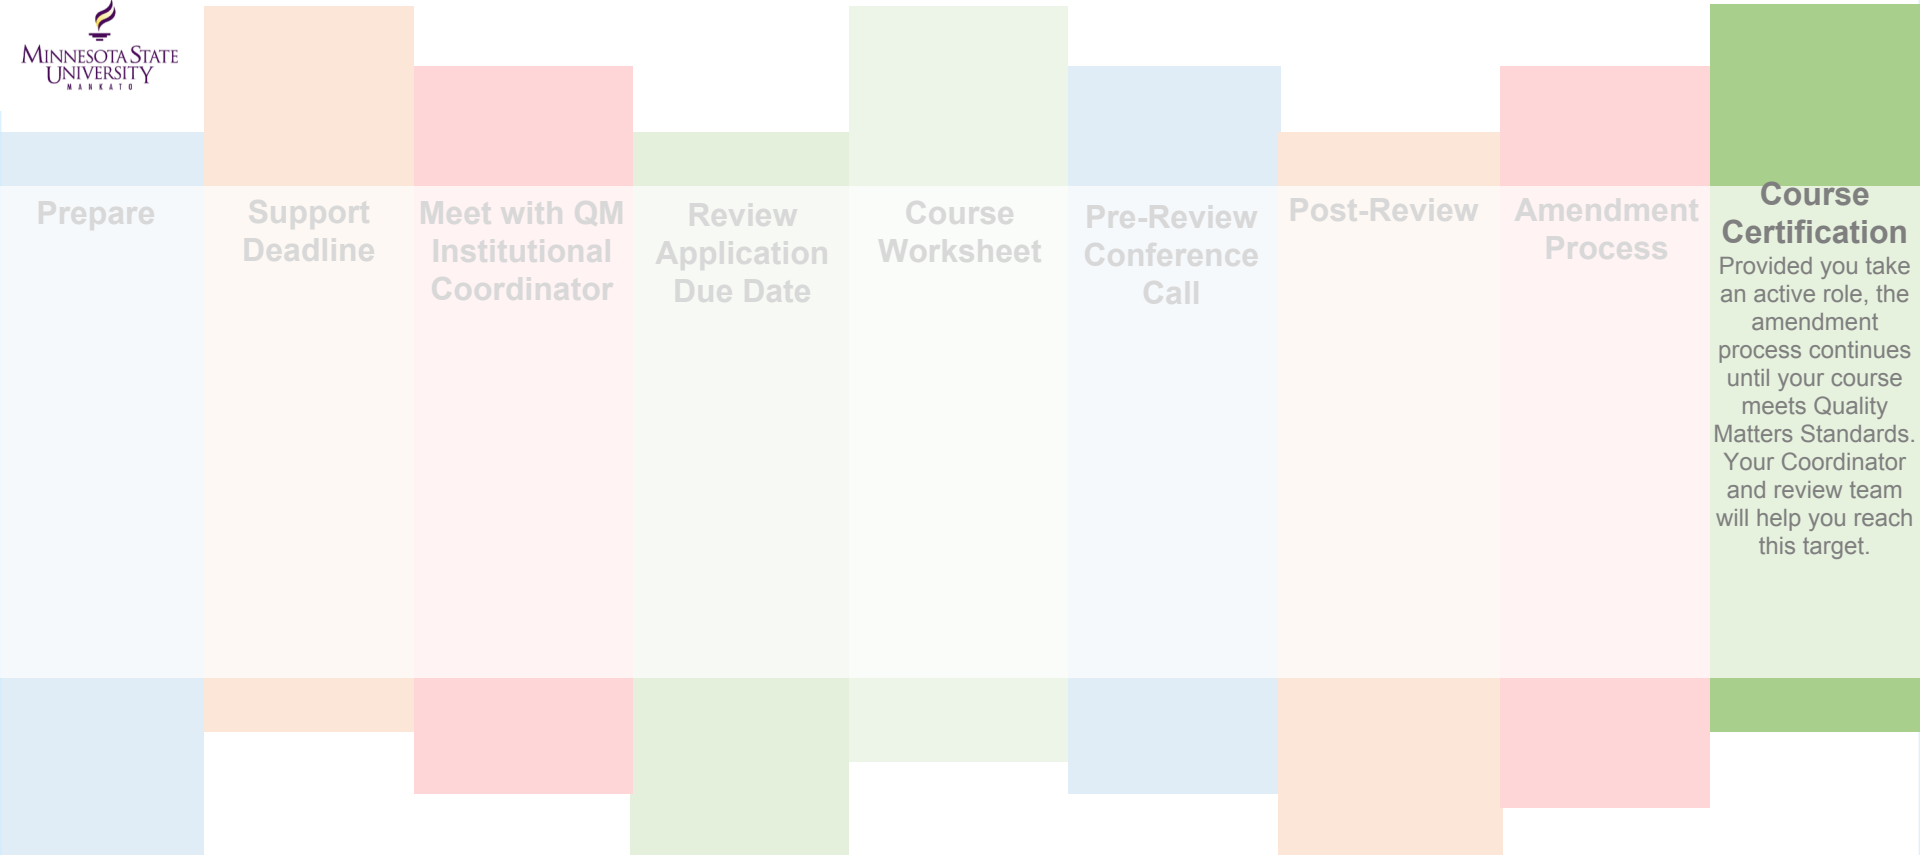 MINNESOTA STATE
UNIVERSITY
MANKATO
Prepare
Support
Deadline
Meet with QM
Institutional
Coordinator
Review
Application
Due Date
Course
Worksheet
Pre-Review
Conference
Call
Post-Review
Amendment
Process
Course
Certification
Provided you take
an active role, the
amendment
process continues
until your course
meets Quality
Matters Standards.
Your Coordinator
and review team
will help you reach
this target.